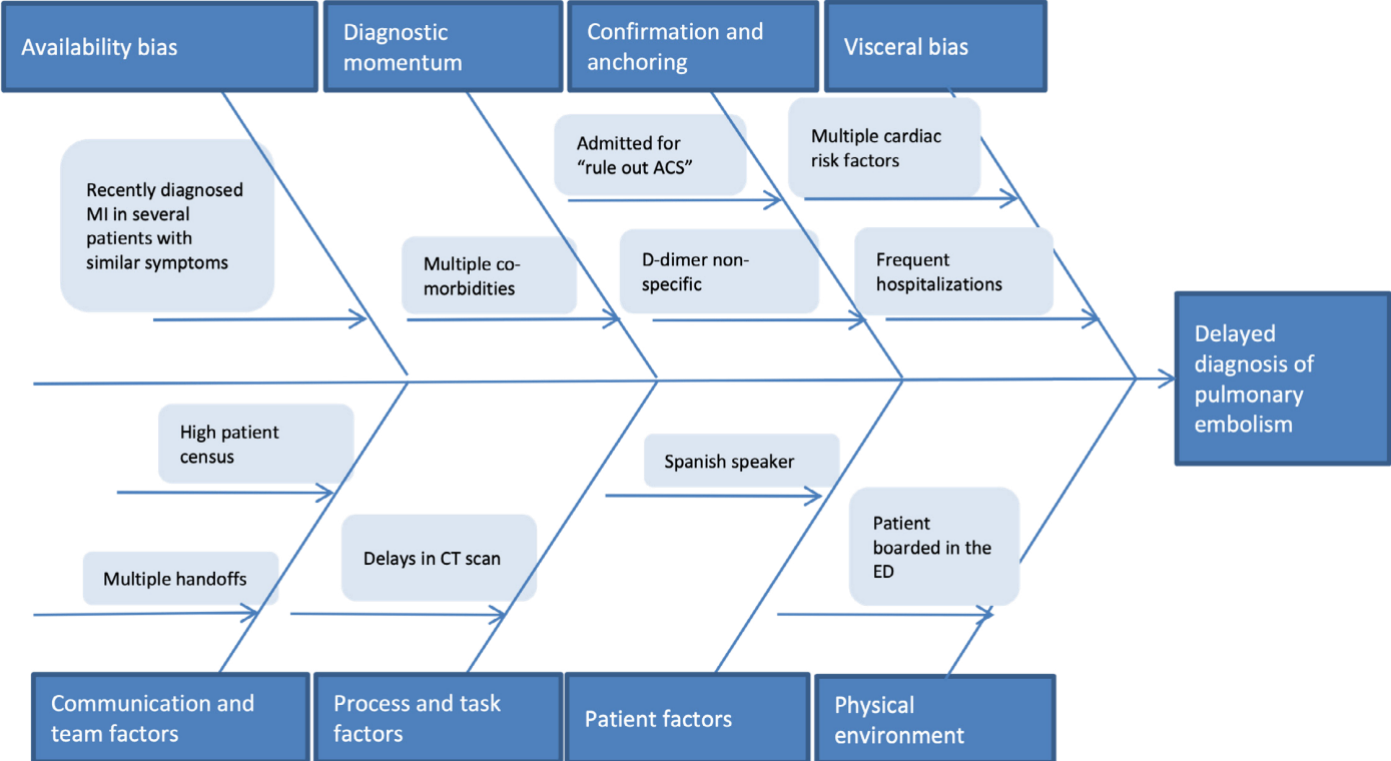 Availability bias
Diagnostic
momentum
Confirmation and
anchoring
Visceral bias
Recently diagnosed
MI in several
patients with
similar symptoms
Multiple co-
morbidities
Admitted for
“rule out ACS”
D-dimer non-
specific
Multiple cardiac
risk factors
Frequent
hospitalizations
Delayed
diagnosis of
pulmonary
embolism
High patient
census
Multiple handoffs
Delays in CT scan
Spanish speaker
Patient
boarded in the
ED
Communication and
team factors
Process and task
factors
Patient factors
Physical
environment